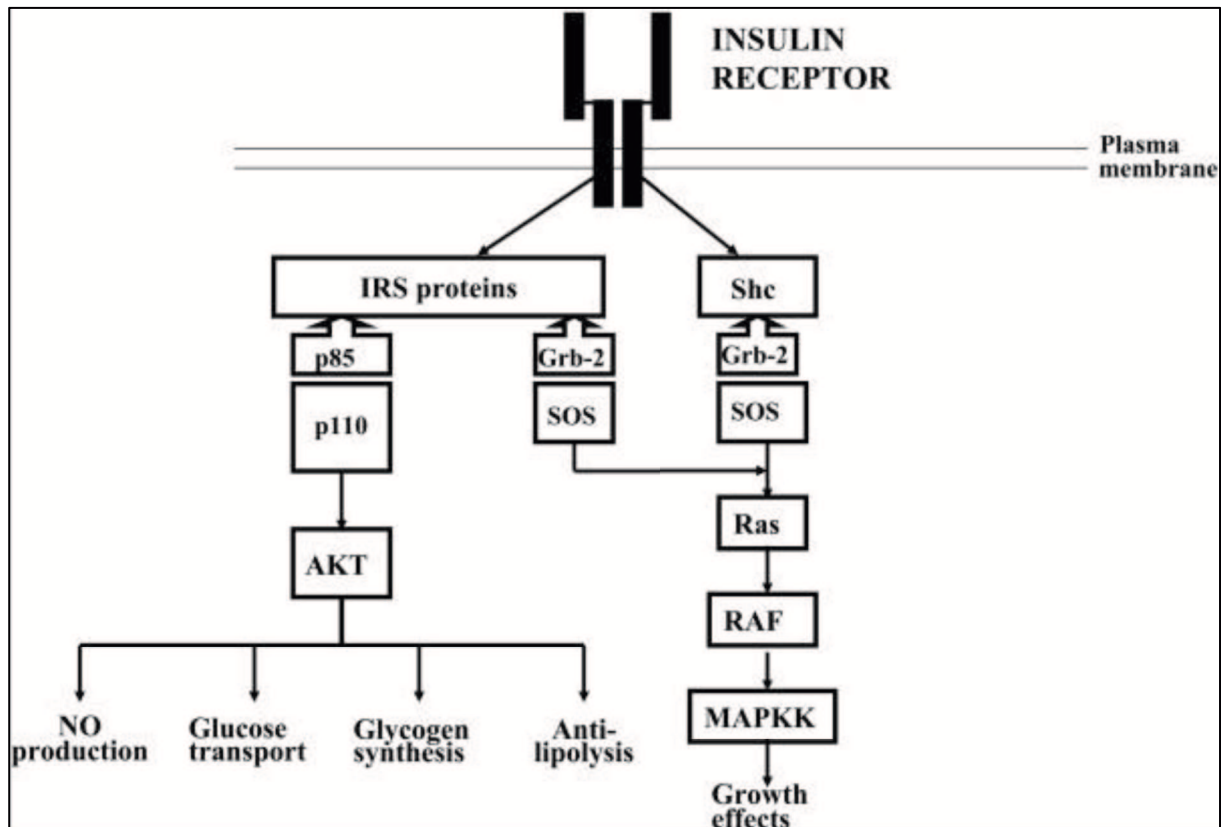 INSULIN
RECEPTOR
Plasma
membrane
IRS proteins
Shc
p85
Grb-2
Grb-2
p110
SOS
SOS
Ras
AKT
RAF
MAPKK
NO
production
Glucose
transport
Glycogen
synthesis
Anti-
lipolysis
Growth
effects